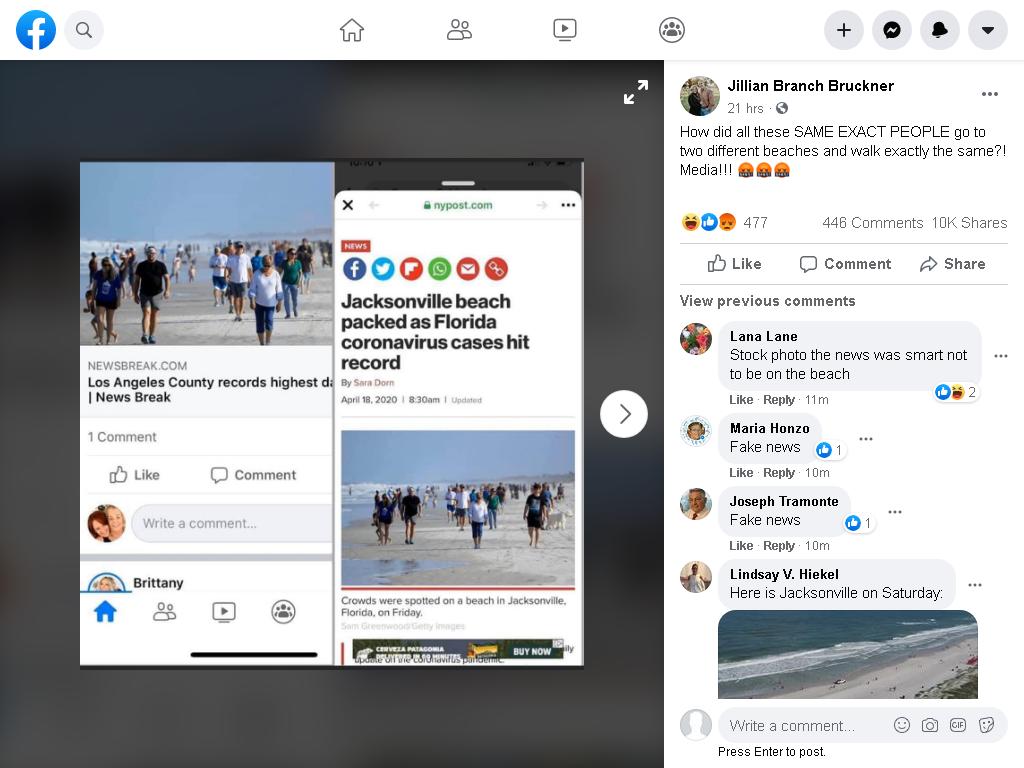 Jillian Branch Bruckner
21 hrs ·
How did all these SAME EXACT PEOPLE go to
two different beaches and walk exactly the same?!
Media!!!
477
446 Comments 10K Shares
Like
Comment
Share
View previous comments
Lana Lane
Stock photo the news was smart not
to be on the beach
2
Like · Reply · 11m
Maria Honzo
Fake news
1
Like · Reply · 10m
Joseph Tramonte
Fake news
1
Like · Reply · 10m
Lindsay V. Hiekel
Here is Jacksonville on Saturday:
Write a comment...
GIF
Press Enter to post.
NEWSBREAK.COM
Los Angeles County records highest da
| News Break
1 Comment
Like
Comment
Write a comment...
Brittany
nypost.com
NEWS
Jacksonville beach
packed as Florida
coronavirus cases hit
record
By Sara Dorn
April 18, 2020 | 8:30am | Updated
Crowds were spotted on a beach in Jacksonville,
Florida, on Friday.
Sam Greenwood/Getty Images
CERVEZA PATAGONIA
DELIVERED IN 60 MINUTES
BUY NOW
update on the coronavirus pandemic.